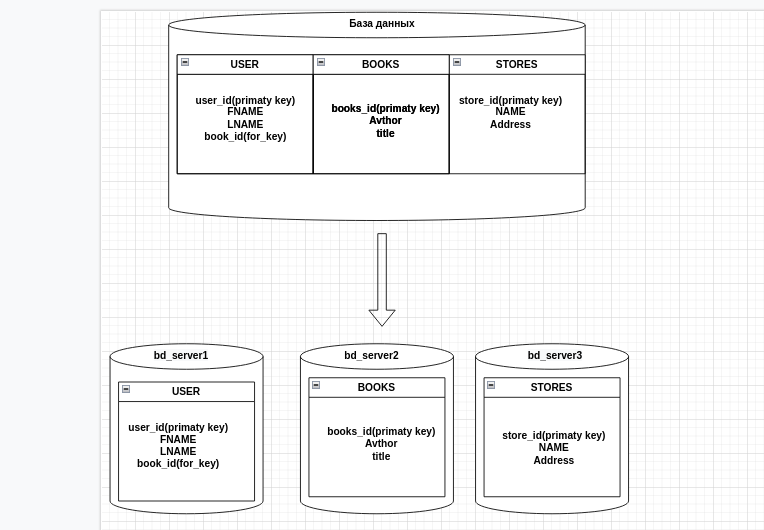 База данных
USER
user_id(primaty key)
FNAME
LNAME
book_id(for_key)
BOOKS
books_id(primaty key)
Avthor
title
STORES
store_id(primaty key)
NAME
Address
bd_server1
USER
user_id(primaty key)
FNAME
LNAME
book_id(for_key)
bd_server2
BOOKS
books_id(primaty key)
Avthor
title
bd_server3
STORES
store_id(primaty key)
NAME
Address